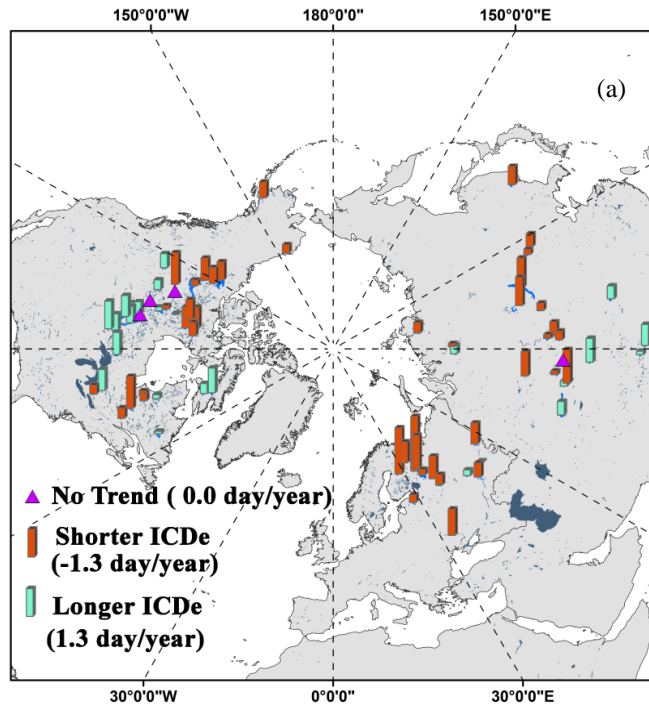 150°0'0"W 180°0'0" 150°0'0"E
(a)
No Trend ( 0.0 day/year)
Shorter ICDe
(-1.3 day/year)
Longer ICDe
(1.3 day/year)
30°0'0"W 0°0'0" 30°0'0"E